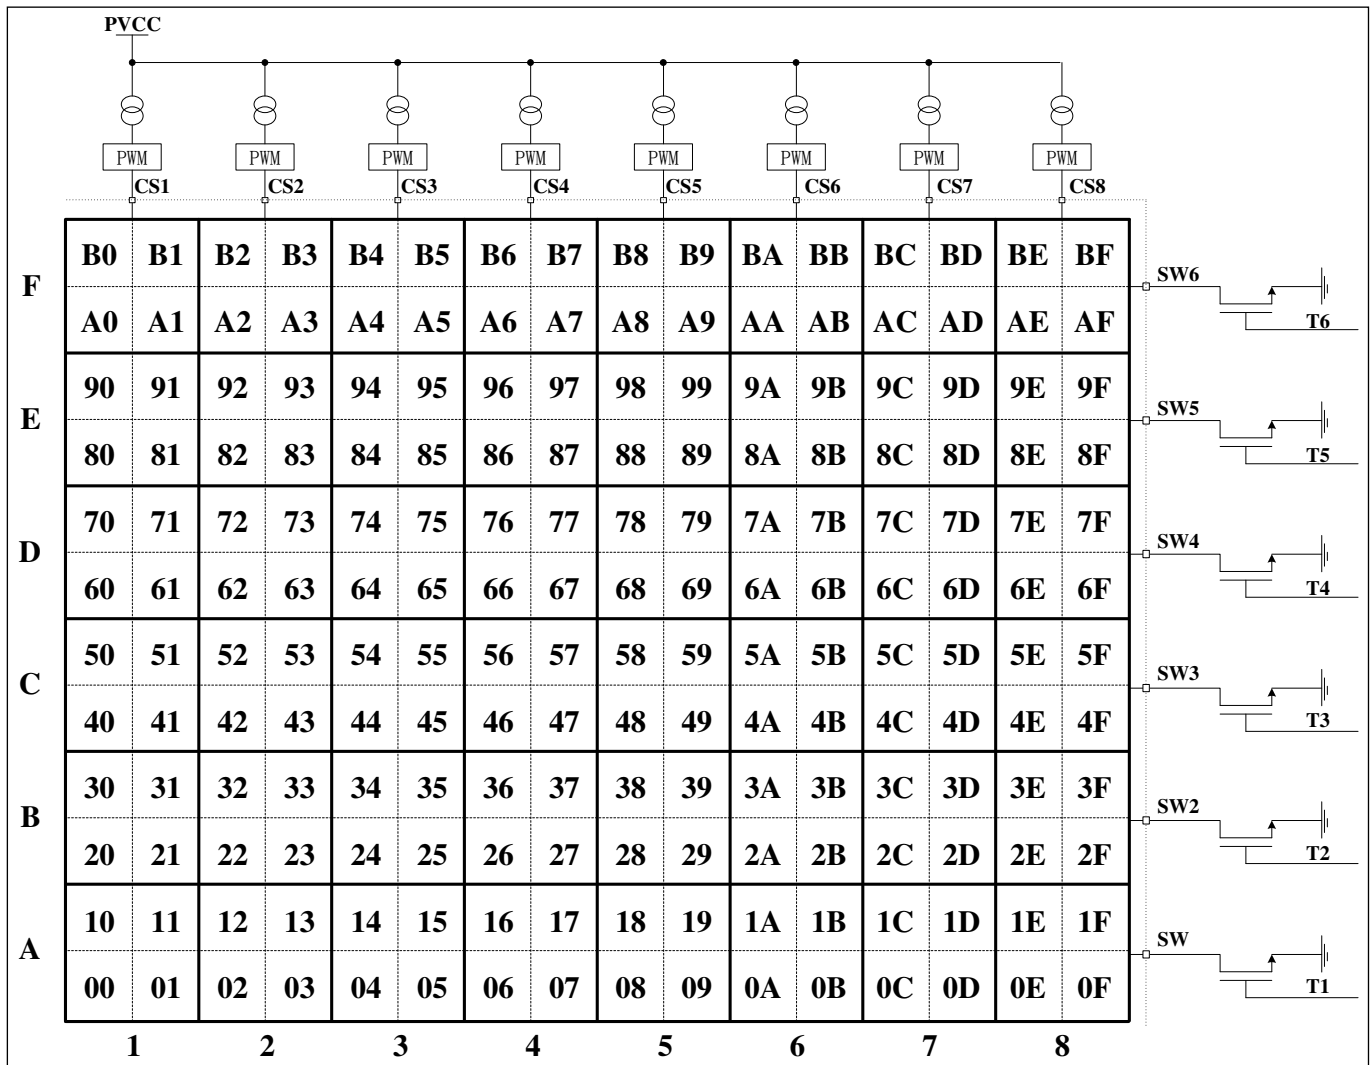 PVCC
PWM PWM PWM PWM PWM PWM PWM PWM
CS1 CS2 CS3 CS4 CS5 CS6 CS7 CS8
B0 B1 B2 B3 B4 B5 B6 B7 B8 B9 BA BB BC BD BE BF
SW6
F
A0 A1 A2 A3 A4 A5 A6 A7 A8 A9 AA AB AC AD AE AF
T6
90 91 92 93 94 95 96 97 98 99 9A 9B 9C 9D 9E 9F
SW5
E
80 81 82 83 84 85 86 87 88 89 8A 8B 8C 8D 8E 8F
T5
70 71 72 73 74 75 76 77 78 79 7A 7B 7C 7D 7E 7F
SW4
D
60 61 62 63 64 65 66 67 68 69 6A 6B 6C 6D 6E 6F
T4
50 51 52 53 54 55 56 57 58 59 5A 5B 5C 5D 5E 5F
SW3
C
40 41 42 43 44 45 46 47 48 49 4A 4B 4C 4D 4E 4F
T3
30 31 32 33 34 35 36 37 38 39 3A 3B 3C 3D 3E 3F
SW2
B
20 21 22 23 24 25 26 27 28 29 2A 2B 2C 2D 2E 2F
T2
10 11 12 13 14 15 16 17 18 19 1A 1B 1C 1D 1E 1F
SW
A
00 01 02 03 04 05 06 07 08 09 0A 0B 0C 0D 0E 0F
T1
1 2 3 4 5 6 7 8